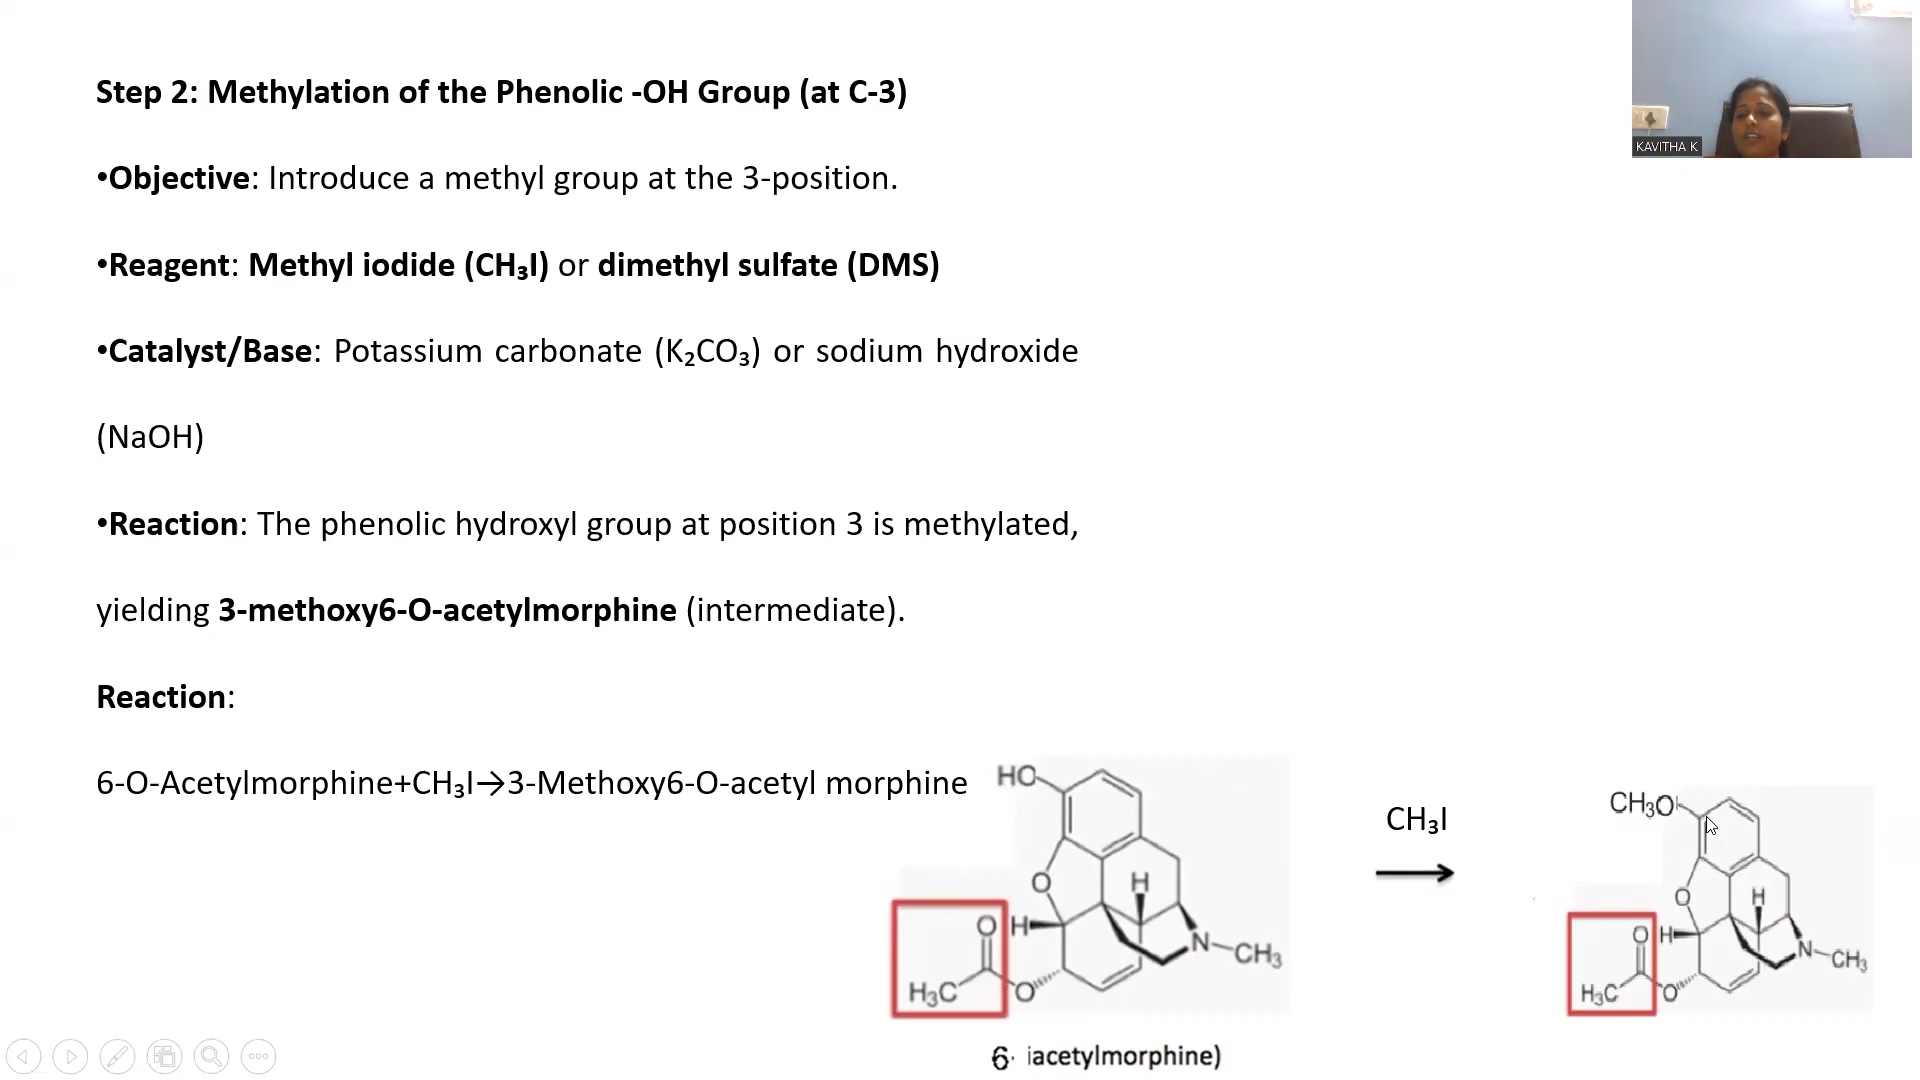 Step 2: Methylation of the Phenolic -OH Group (at C-3)
•Objective: Introduce a methyl group at the 3-position.
•Reagent: Methyl iodide (CH₃I) or dimethyl sulfate (DMS)
•Catalyst/Base: Potassium carbonate (K₂CO₃) or sodium hydroxide
(NaOH)
•Reaction: The phenolic hydroxyl group at position 3 is methylated,
yielding 3-methoxy6-O-acetylmorphine (intermediate).
Reaction:
6-O-Acetylmorphine+CH₃I→3-Methoxy6-O-acetyl morphine
HO
O
H
O
H
H₃C
O
N
CH₃
6· iacetylmorphine)
CH₃I
CH₃O
O
H
O
H
H₃C
O
N
CH₃
KAVITHA K